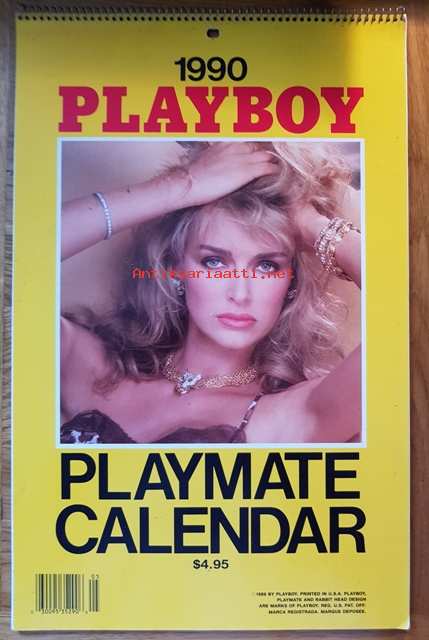 1990
PLAYBOY
Antikvariaatti.net
PLAYMATE
CALENDAR
$4.95
03
© 1989 BY PLAYBOY. PRINTED IN U.S.A. PLAYBOY,
PLAYMATE AND RABBIT HEAD DESIGN
ARE MARKS OF PLAYBOY, REG. U.S. PAT. OFF.
MARCA REGISTRADA. MARQUE DEPOSEE.